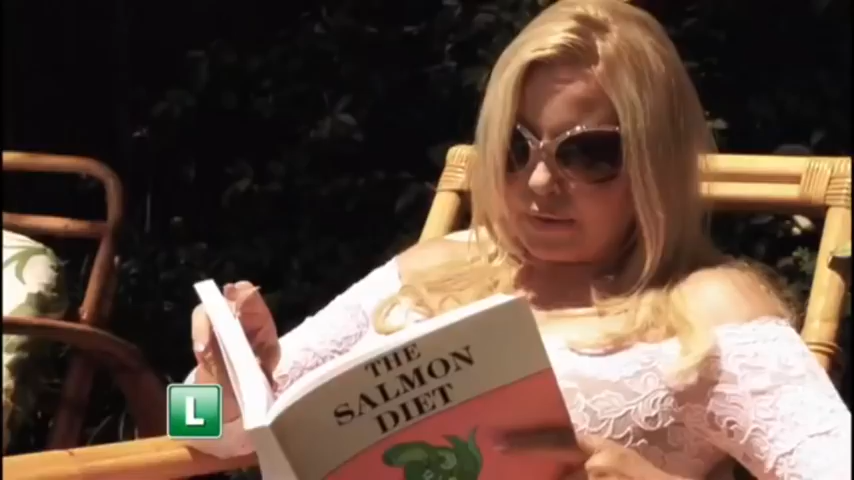 THE
SALMON
DIET
L